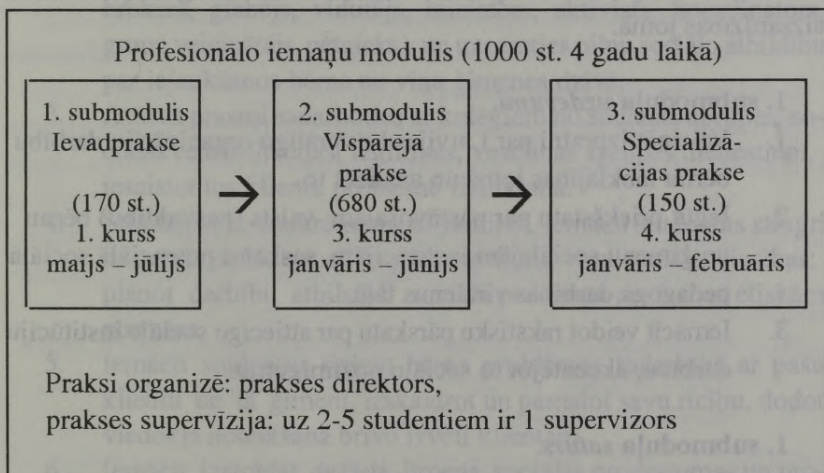 Profesionālo iemaņu modulis (1000 st. 4 gadu laikā)
1. submodulis
Ievadprakse
(170 st.)
1. kurss
maijs – jūlijs
2. submodulis
Vispārējā
prakse
(680 st.)
3. kurss
janvāris – jūnijs
3. submodulis
Specializā-
cijas prakse
(150 st.)
4. kurss
janvāris – februāris
Praksi organizē: prakses direktors,
prakses supervīzija: uz 2-5 studentiem ir 1 supervizors